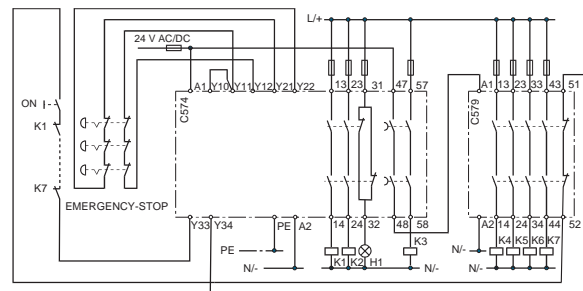 L/+
24 V AC/DC
A1 Y10 Y11 Y12 Y21 Y22 13 23 31 47 57 A1 13 23 33 43 51
ON
C574
C579
K1
K7
EMERGENCY-STOP
Y33 Y34 PE A2 14 24 32 48 58 A2 14 24 34 44 52
K3
K4 K5 K6 K7
PE
N/-
K1 K2 H1
N/-
N/-
N/-